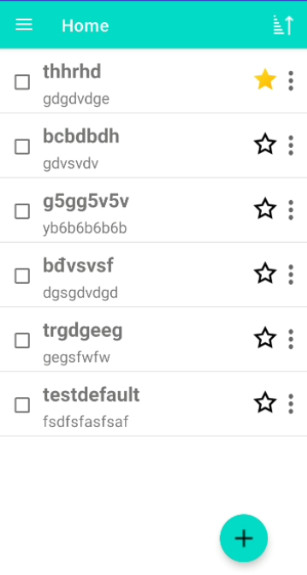 Home
thhrhd
gdgdvdge
bcbdbdh
gdvsvdv
g5gg5v5v
yb6b6b6b6b
bđvsvsf
dgsgdvdgd
trgdgeeg
gegsfwfw
testdefault
fsdfsfasfsaf